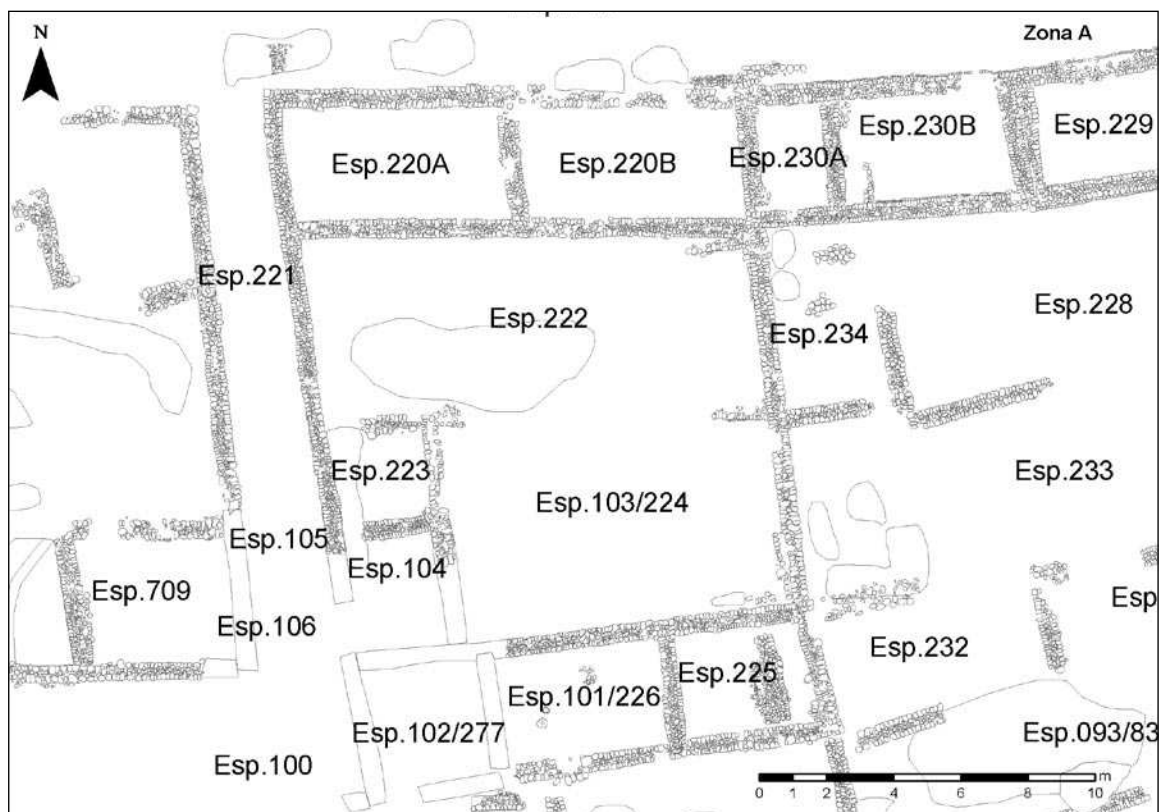 N
Zona A
Esp.220A
Esp.220B
Esp.230A
Esp.230B
Esp.229
Esp.221
Esp.222
Esp.234
Esp.228
Esp.223
Esp.103/224
Esp.233
Esp.105
Esp.104
Esp.709
Esp.106
Esp
Esp.101/226
Esp.225
Esp.232
Esp.102/277
Esp.100
Esp.093/83
m
0 1 2 4 6 8 10